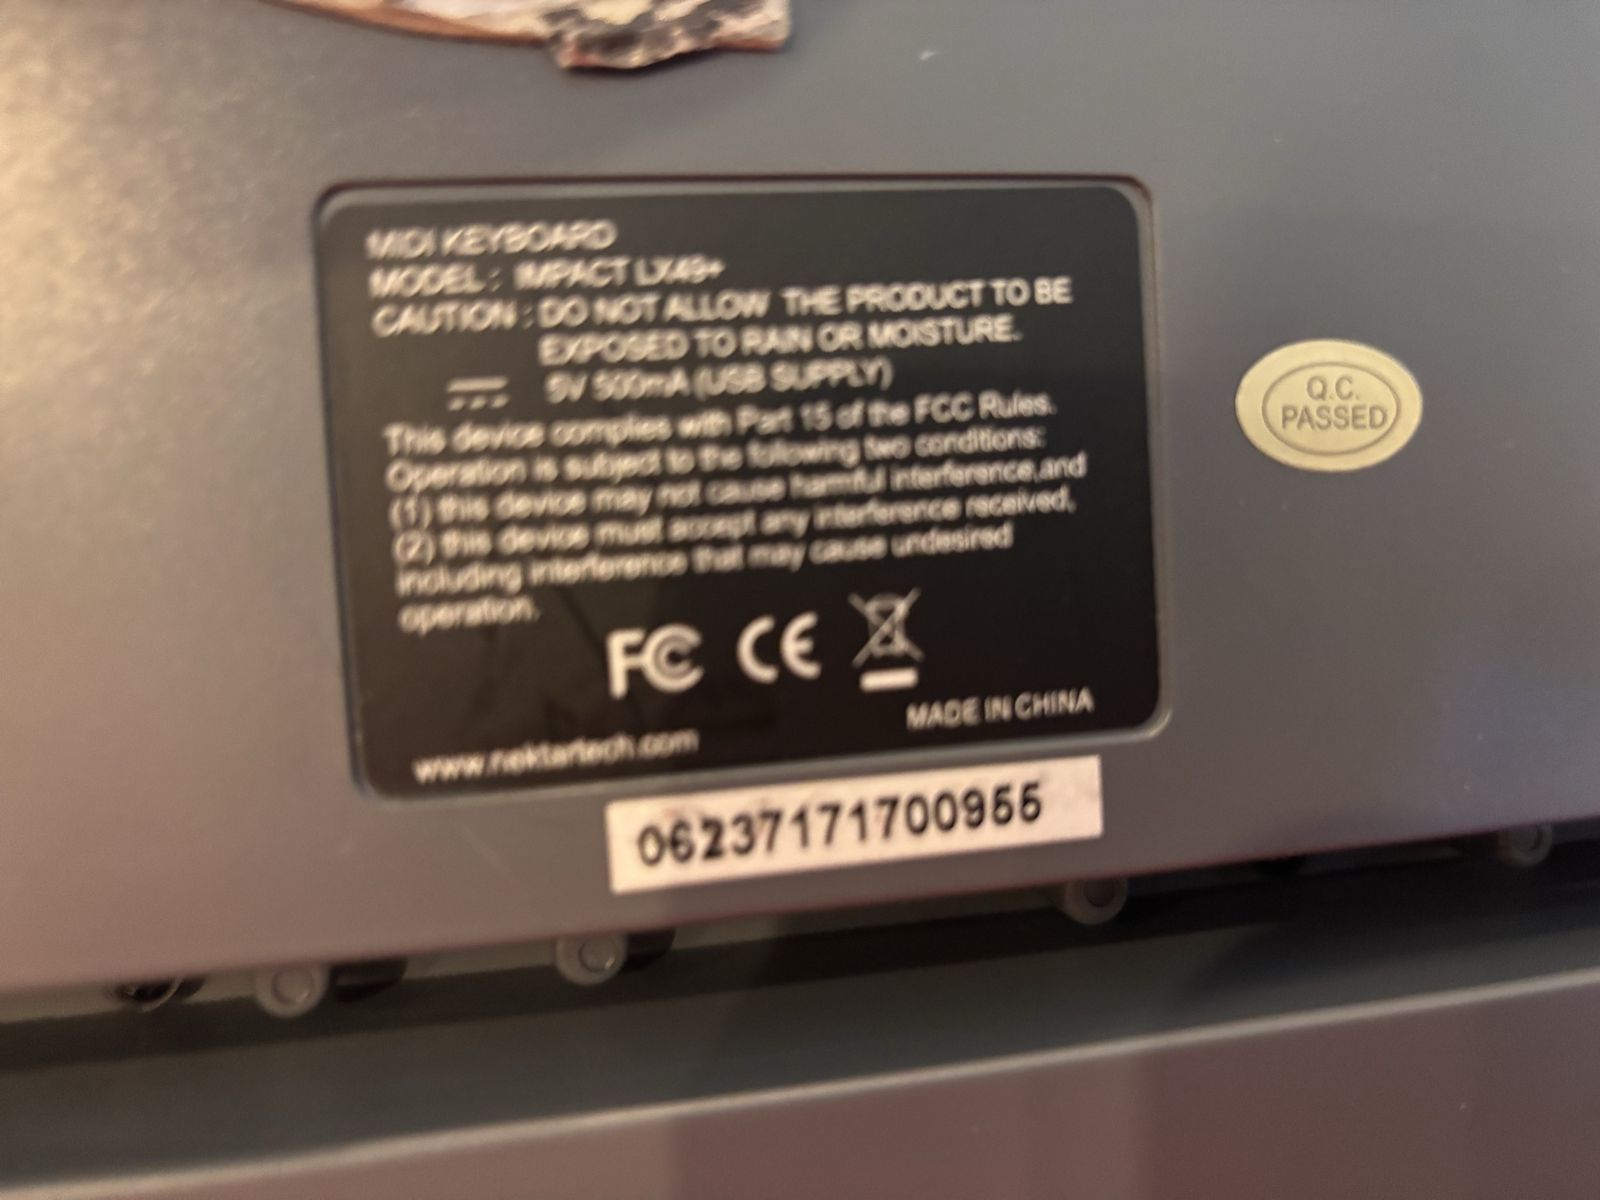 MIDI KEYBOARD
MODEL : IMPACT LX49+
CAUTION : DO NOT ALLOW THE PRODUCT TO BE
EXPOSED TO RAIN OR MOISTURE.
5V 500mA (USB SUPPLY)
This device complies with Part 15 of the FCC Rules.
Operation is subject to the following two conditions:
(1) this device may not cause harmful interference,and
(2) this device must accept any interference received,
including interference that may cause undesired
operation.
FC CE
MADE IN CHINA
www.nektartech.com
06237171700955
Q.C.
PASSED